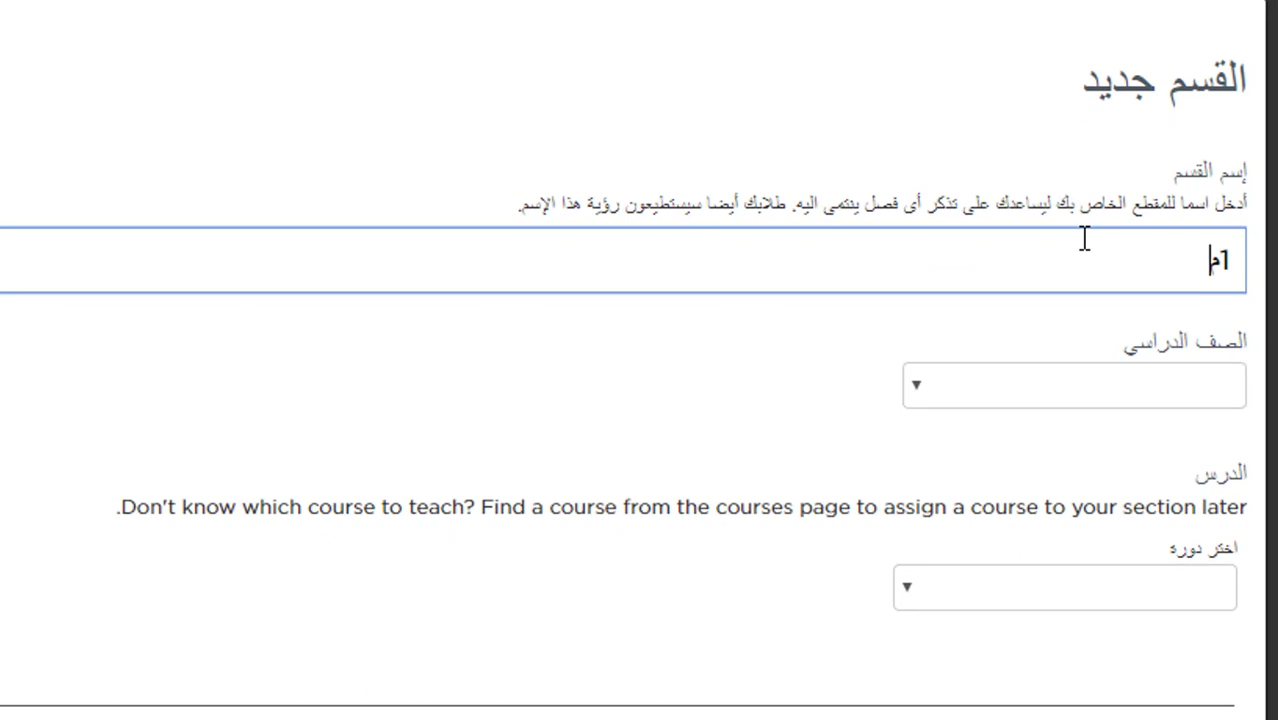 القسم جديد
إسم القسم
أدخل اسما للمقطع الخاص بك ليساعدك على تذكر أى فصل ينتمى اليه. طلابك أيضا سيستطيعون رؤية هذا الإسم.
1م
الصف الدراسي
الدرس
Don't know which course to teach? Find a course from the courses page to assign a course to your section later.
اختر دورة